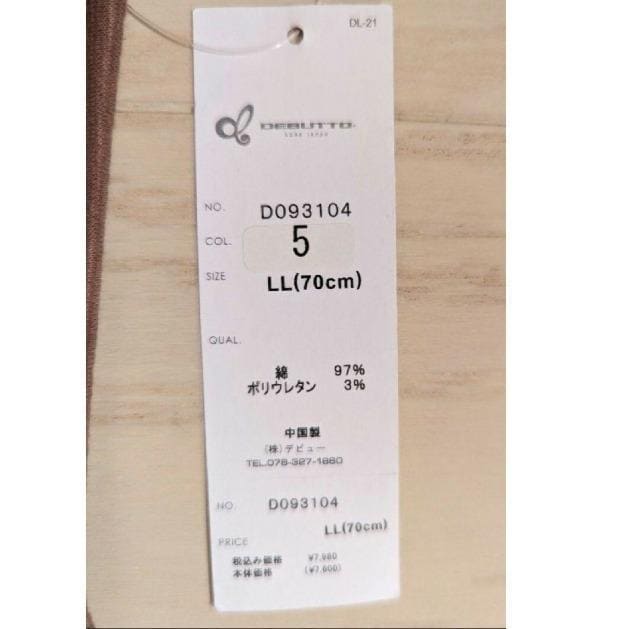 DL-21
DEBUTTO.
KOBE JAPAN
NO. D093104
COL. 5
SIZE LL(70cm)
QUAL.
綿 97%
ポリウレタン 3%
中国製
(株)デビュー
TEL.078-327-1880
NO. D093104
LL(70cm)
PRICE
税込み価格 ¥7,980
本体価格 (¥7,600)